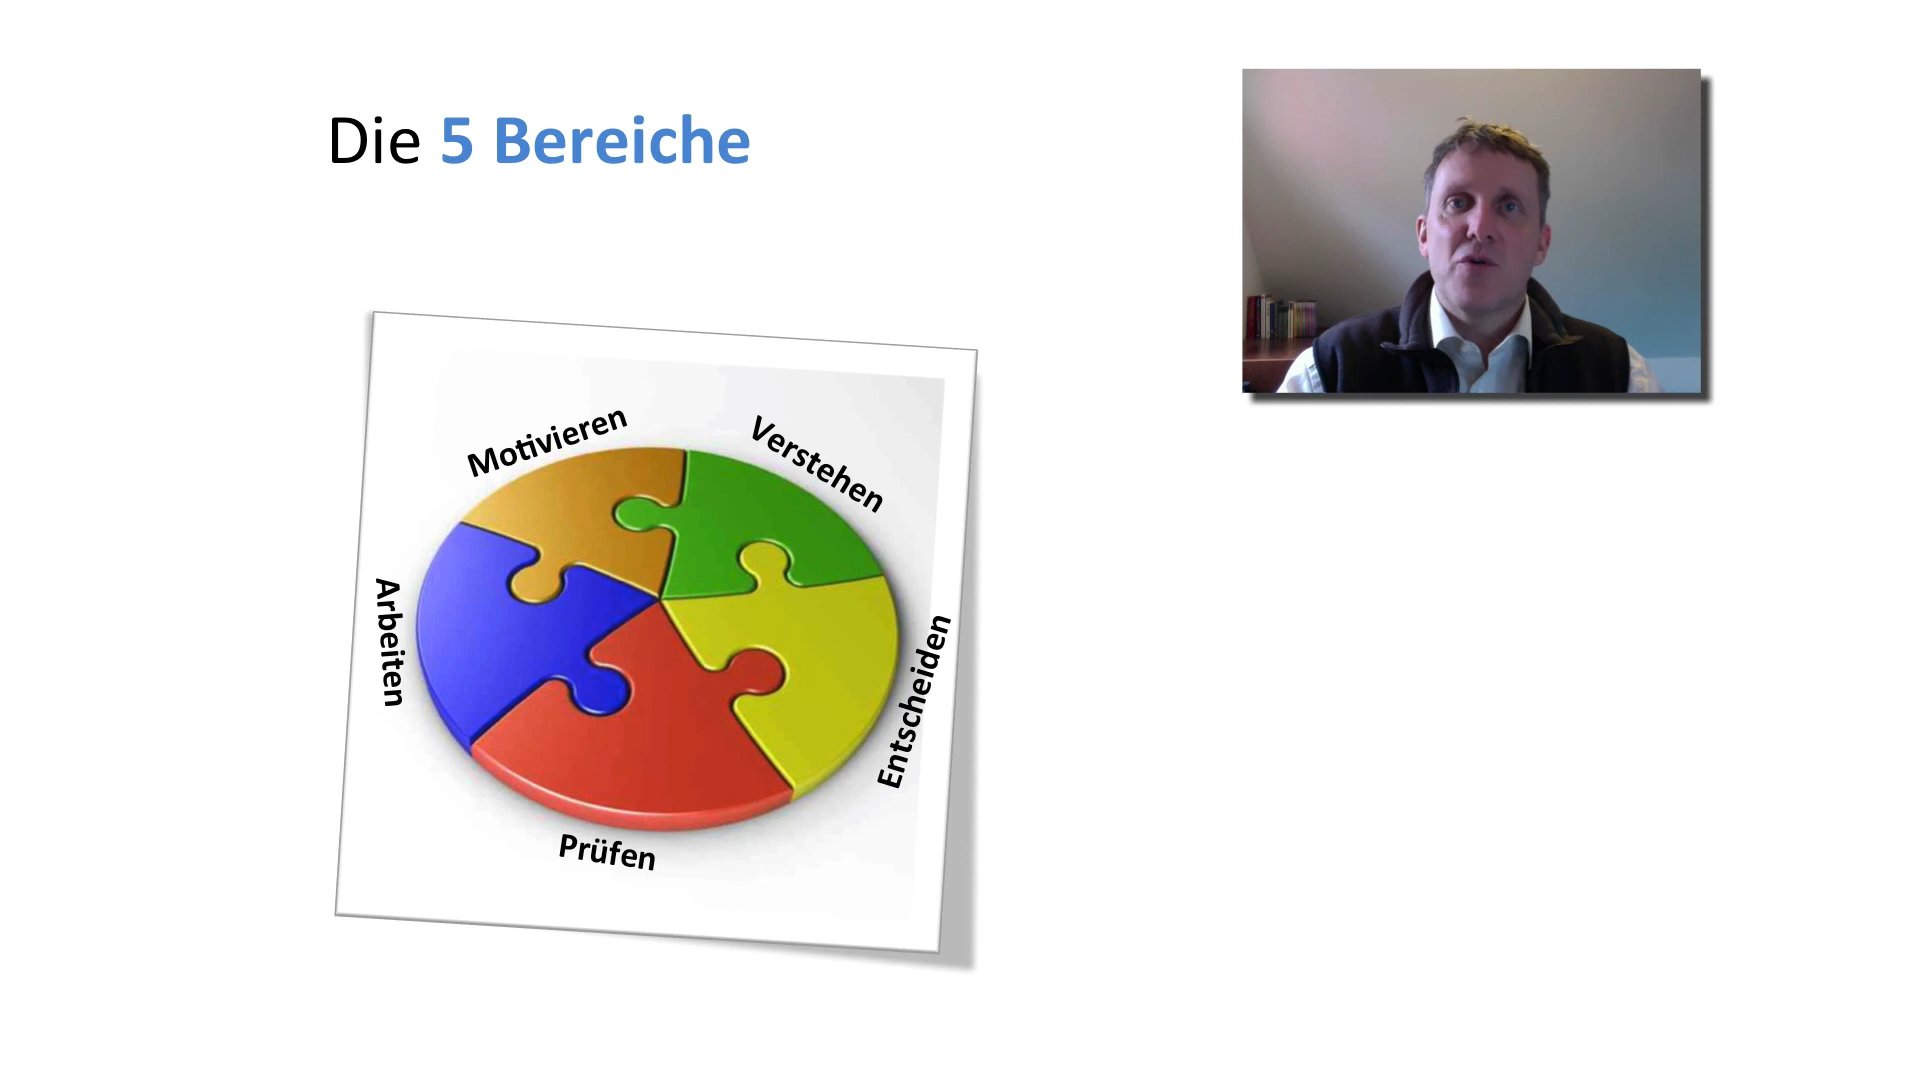 Die 5 Bereiche
Motivieren
Verstehen
Arbeiten
Entscheiden
Prüfen